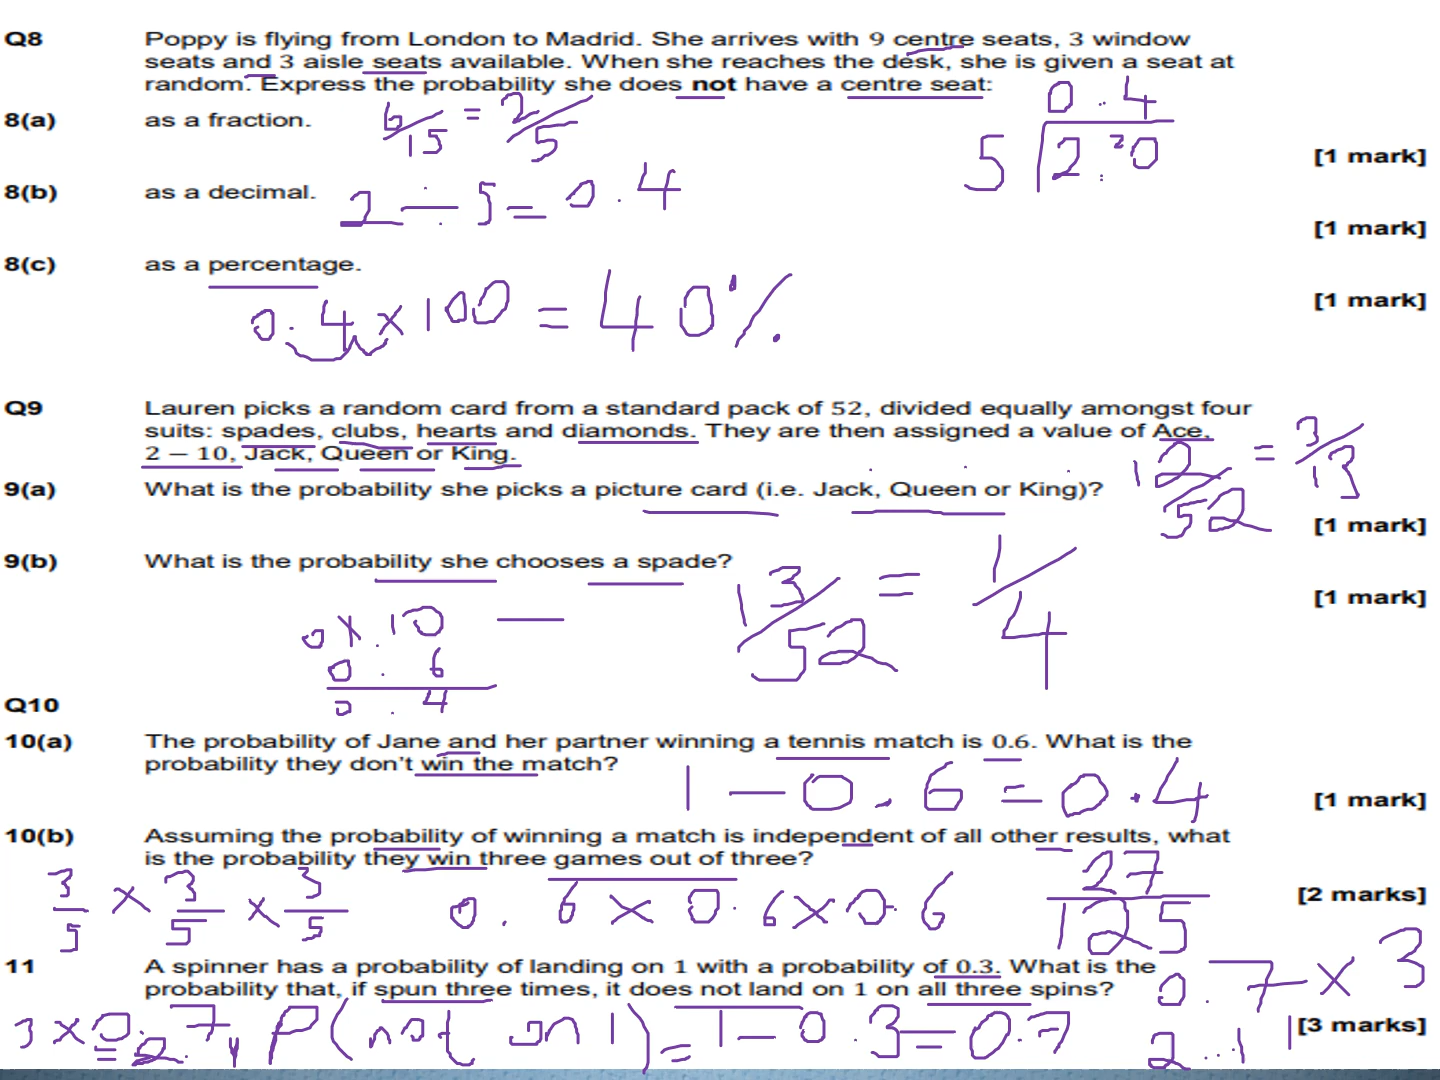 Q8 Poppy is flying from London to Madrid. She arrives with 9 centre seats, 3 window
seats and 3 aisle seats available. When she reaches the desk, she is given a seat at
random. Express the probability she does not have a centre seat:
8(a) as a fraction. 6/15 = 2/5
0.4
5 2.²0
[1 mark]
8(b) as a decimal. 2 ÷ 5 = 0.4
[1 mark]
8(c) as a percentage.
0.4 × 100 = 40%
[1 mark]
Q9 Lauren picks a random card from a standard pack of 52, divided equally amongst four
suits: spades, clubs, hearts and diamonds. They are then assigned a value of Ace,
2 − 10, Jack, Queen or King.
9(a) What is the probability she picks a picture card (i.e. Jack, Queen or King)? 12/52 = 3/13
[1 mark]
9(b) What is the probability she chooses a spade? 13/52 = 1/4
[1 mark]
0.6
0.4
Q10
10(a) The probability of Jane and her partner winning a tennis match is 0.6. What is the
probability they don't win the match? 1 − 0.6 = 0.4
[1 mark]
10(b) Assuming the probability of winning a match is independent of all other results, what
is the probability they win three games out of three?
3/5 × 3/5 × 3/5 0.6 × 0.6 × 0.6 27/125
[2 marks]
11 A spinner has a probability of landing on 1 with a probability of 0.3. What is the
probability that, if spun three times, it does not land on 1 on all three spins?
0.7 × 3
P(not on 1) = 1 − 0.3 = 0.7
3 × 0.7
2.1
[3 marks]